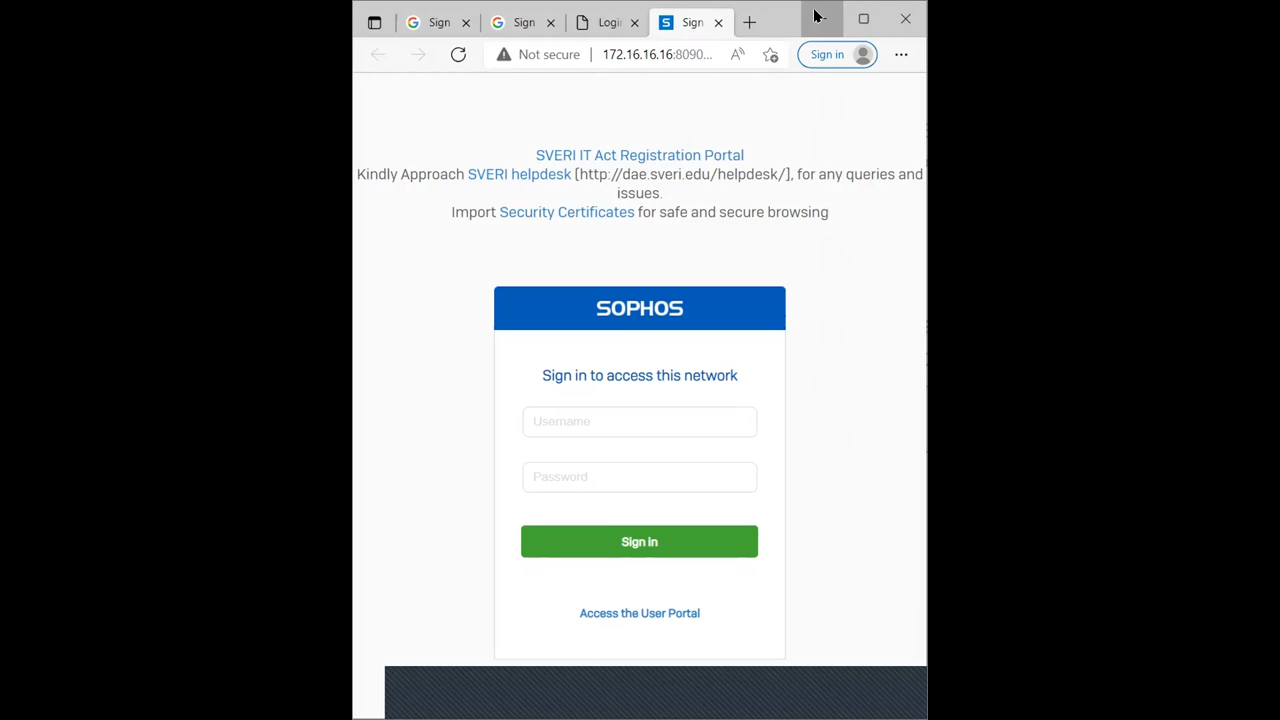 Sign
Sign
Logi
Sign
Not secure
172.16.16.16:8090...
Sign in
SVERI IT Act Registration Portal
Kindly Approach SVERI helpdesk [http://dae.sveri.edu/helpdesk/], for any queries and
issues.
Import Security Certificates for safe and secure browsing
SOPHOS
Sign in to access this network
Username
Password
Sign in
Access the User Portal